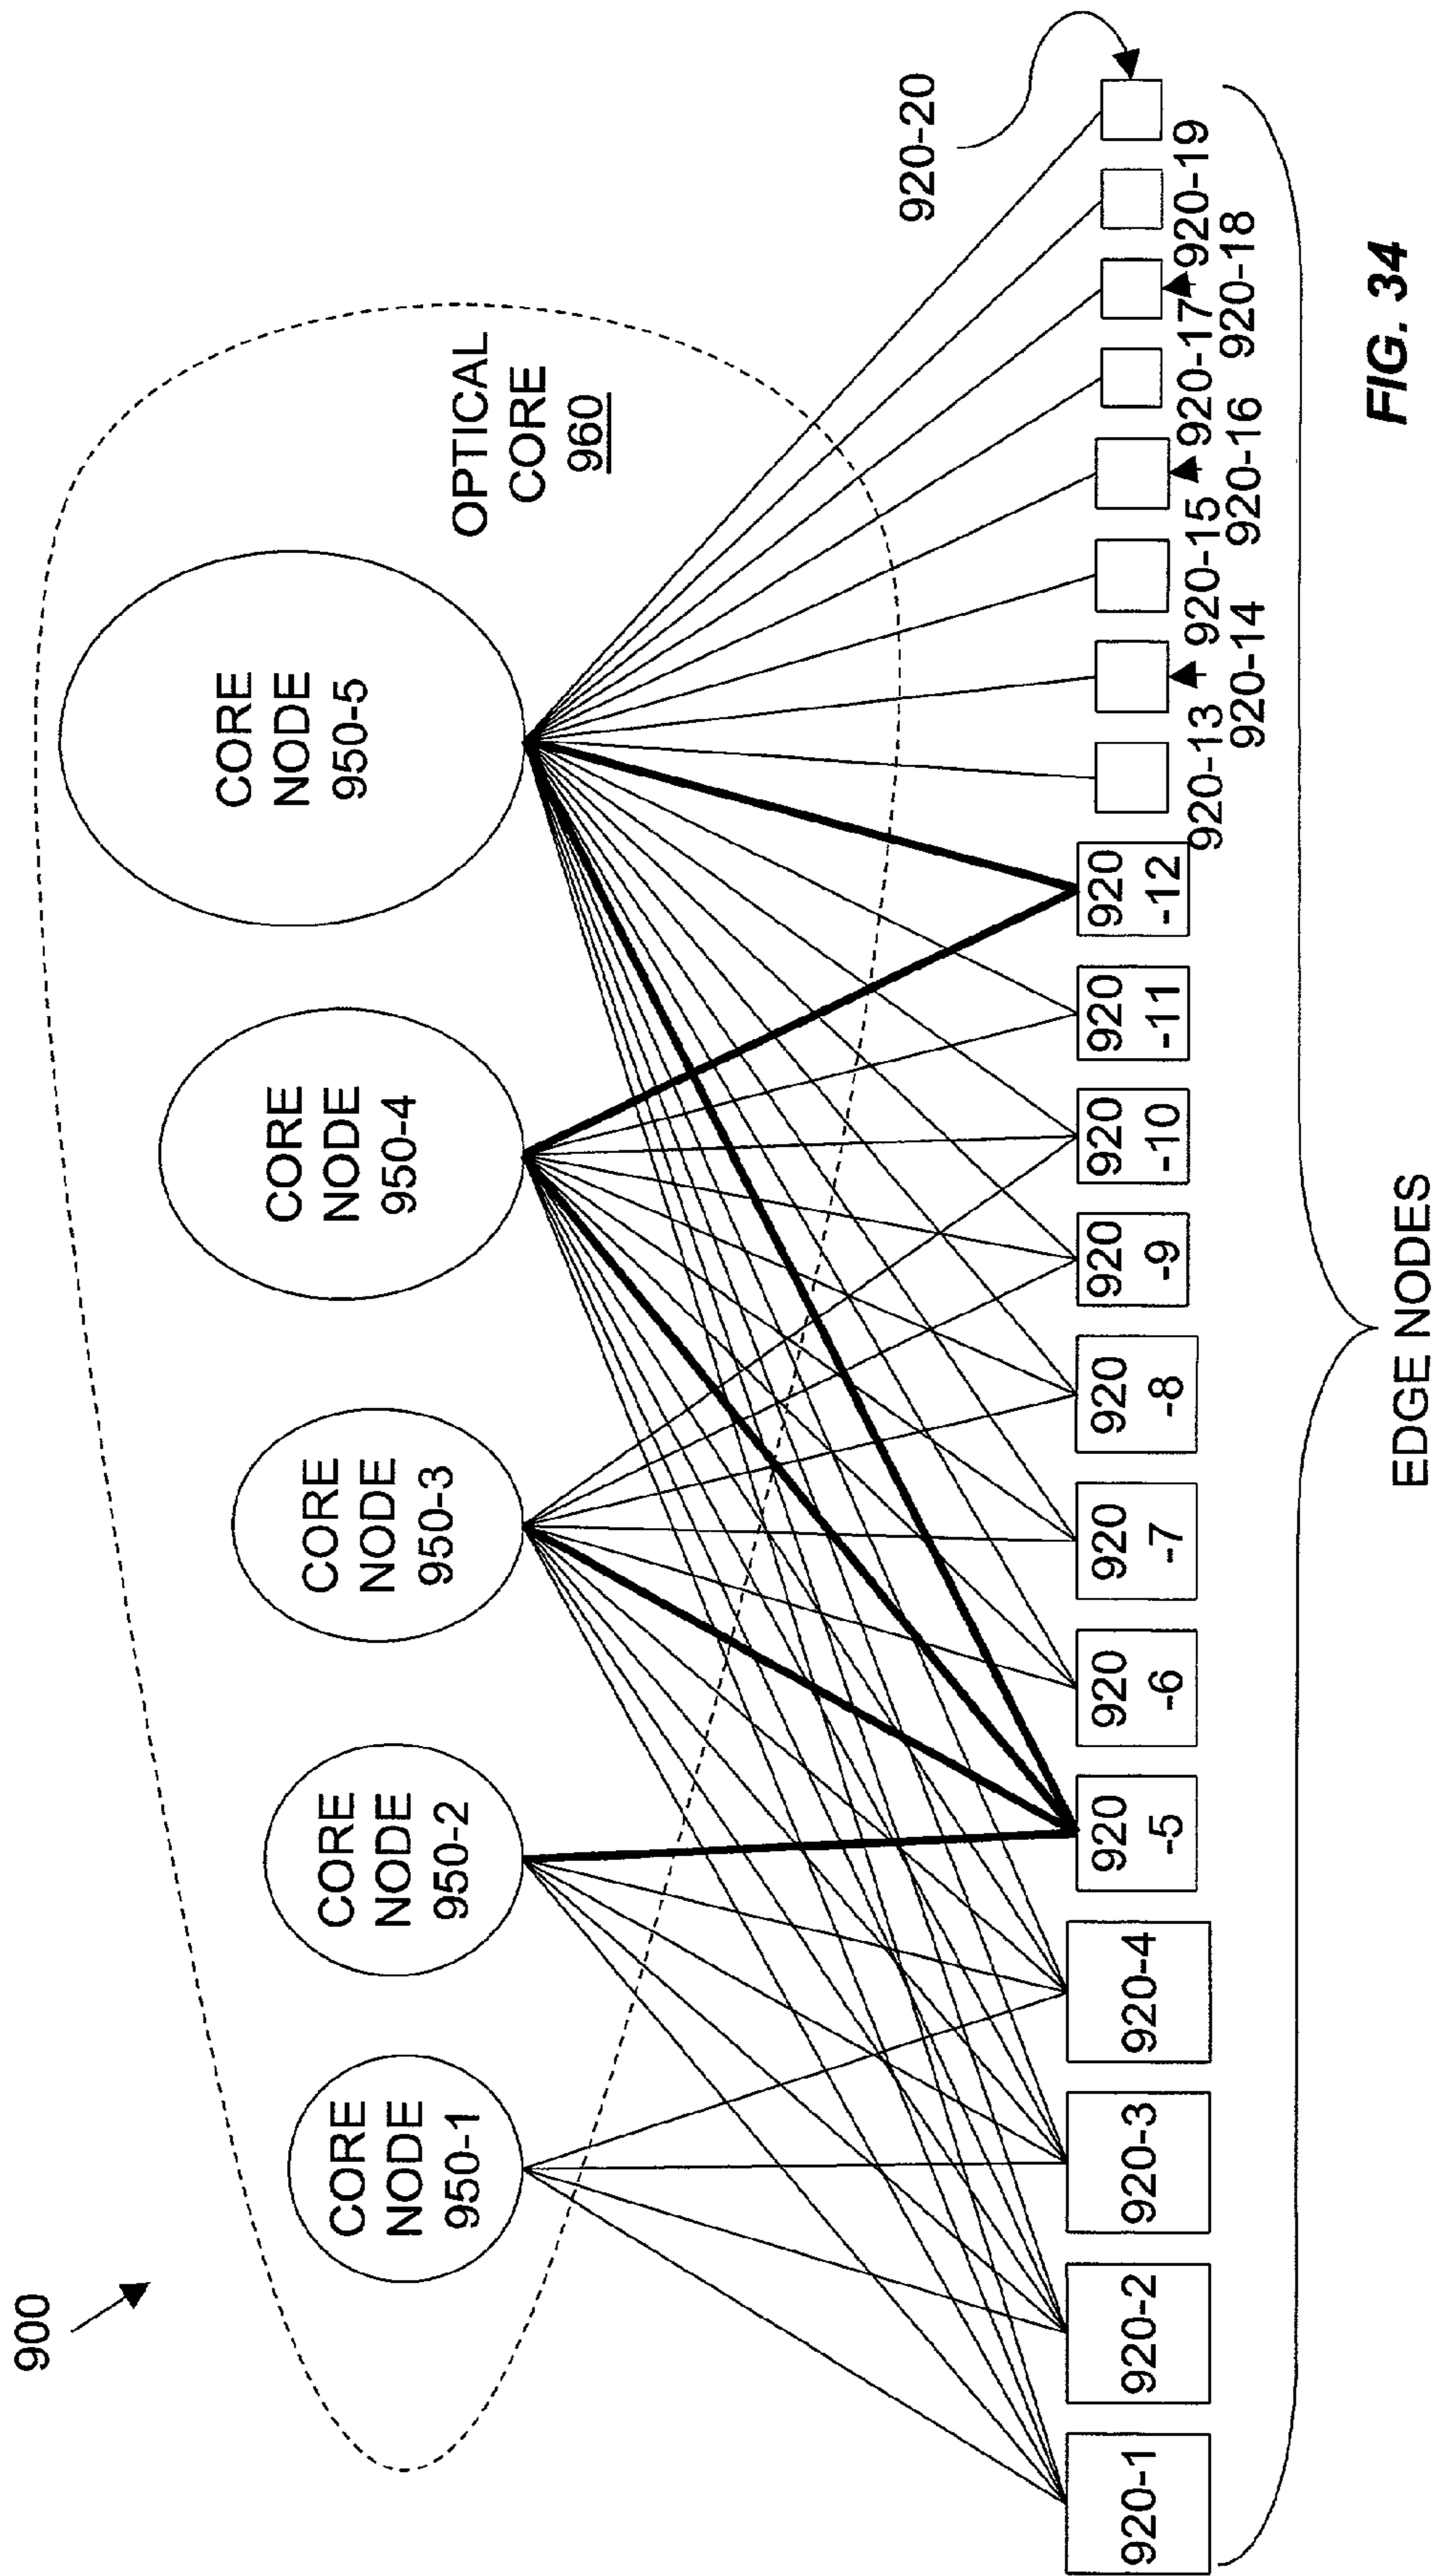 900
CORE
NODE
950-1
CORE
NODE
950-2
CORE
NODE
950-3
CORE
NODE
950-4
CORE
NODE
950-5
OPTICAL
CORE
960
920-1
920-2
920-3
920-4
920
-5
920
-6
920
-7
920
-8
920
-9
920
-10
920
-11
920
-12
920-13
920-14
920-15
920-16
920-17
920-18
920-19
920-20
EDGE NODES
FIG. 34